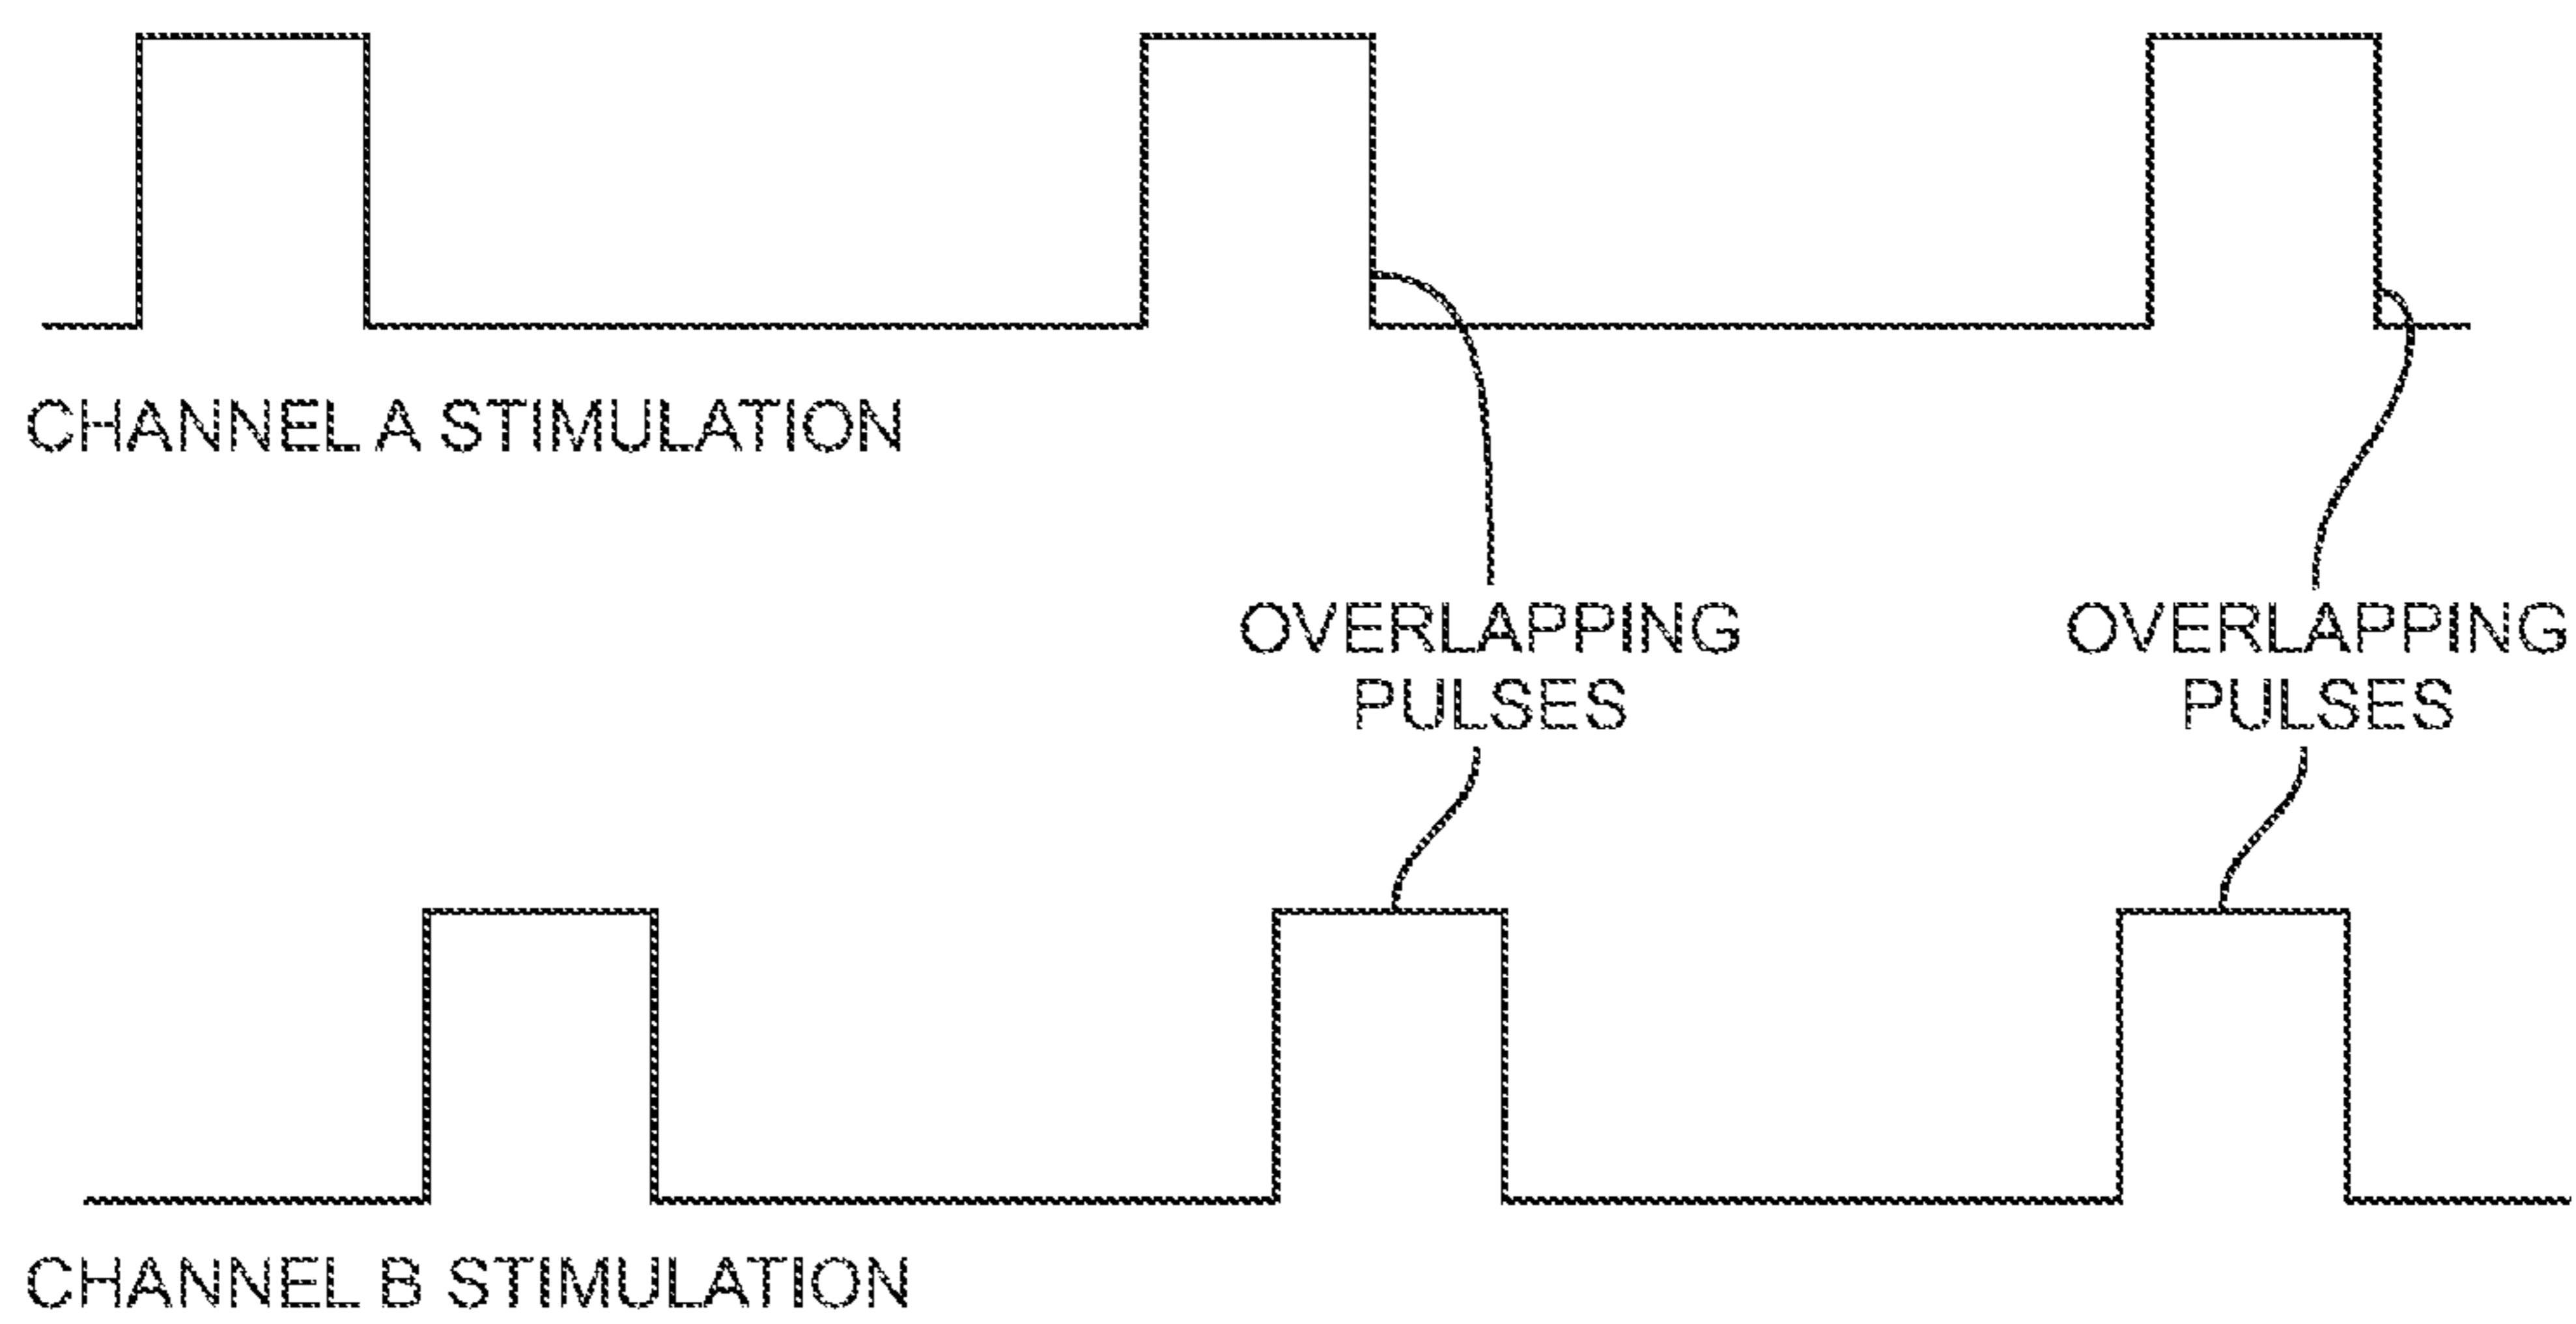 CHANNEL A STIMULATION
OVERLAPPING
PULSES
OVERLAPPING
PULSES
CHANNEL B STIMULATION